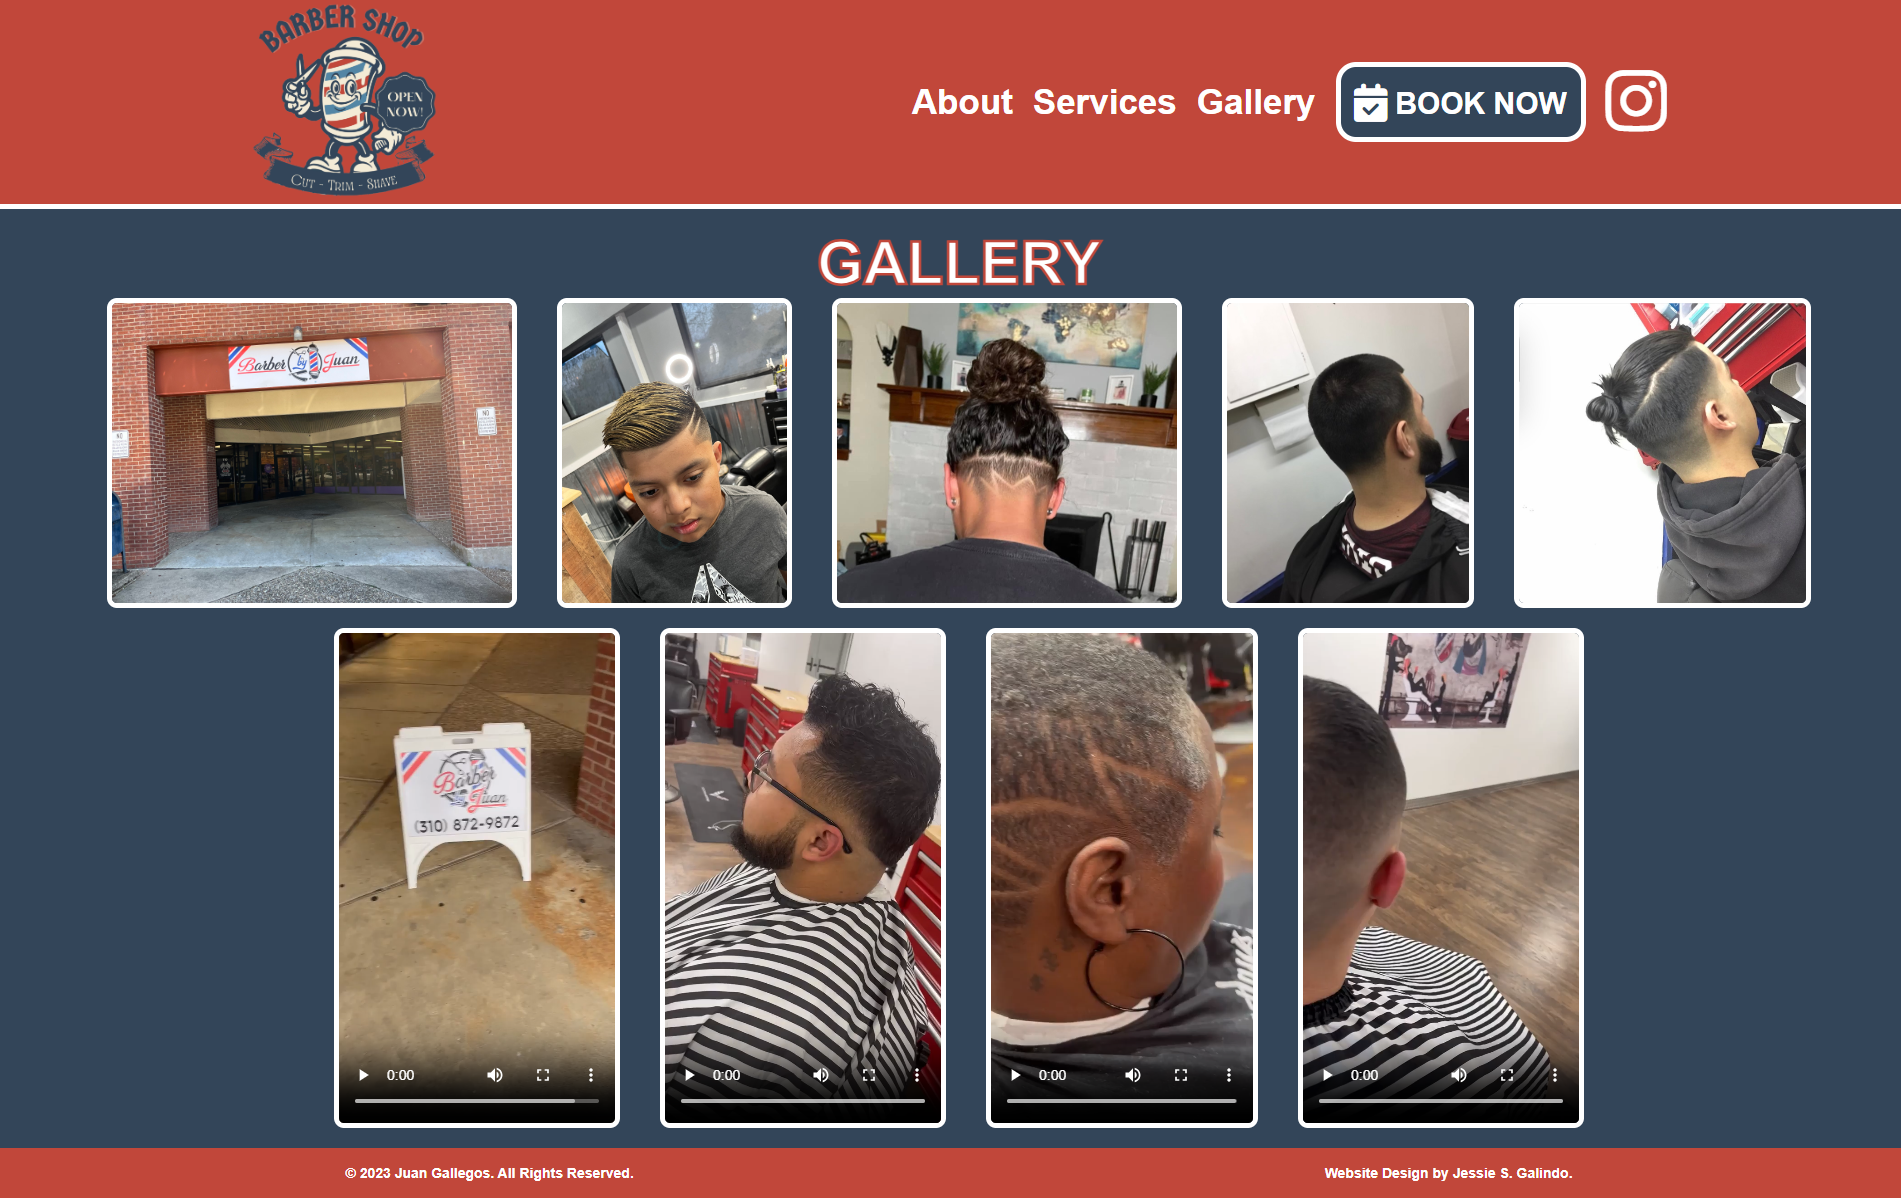 BARBER SHOP
OPEN
NOW!
CUT - TRIM - SHAVE
About Services Gallery BOOK NOW
GALLERY
Barber by Juan
NO
NO
Barber
by Juan
(310) 872-9872
0:00
0:00
0:00
0:00
© 2023 Juan Gallegos. All Rights Reserved.
Website Design by Jessie S. Galindo.